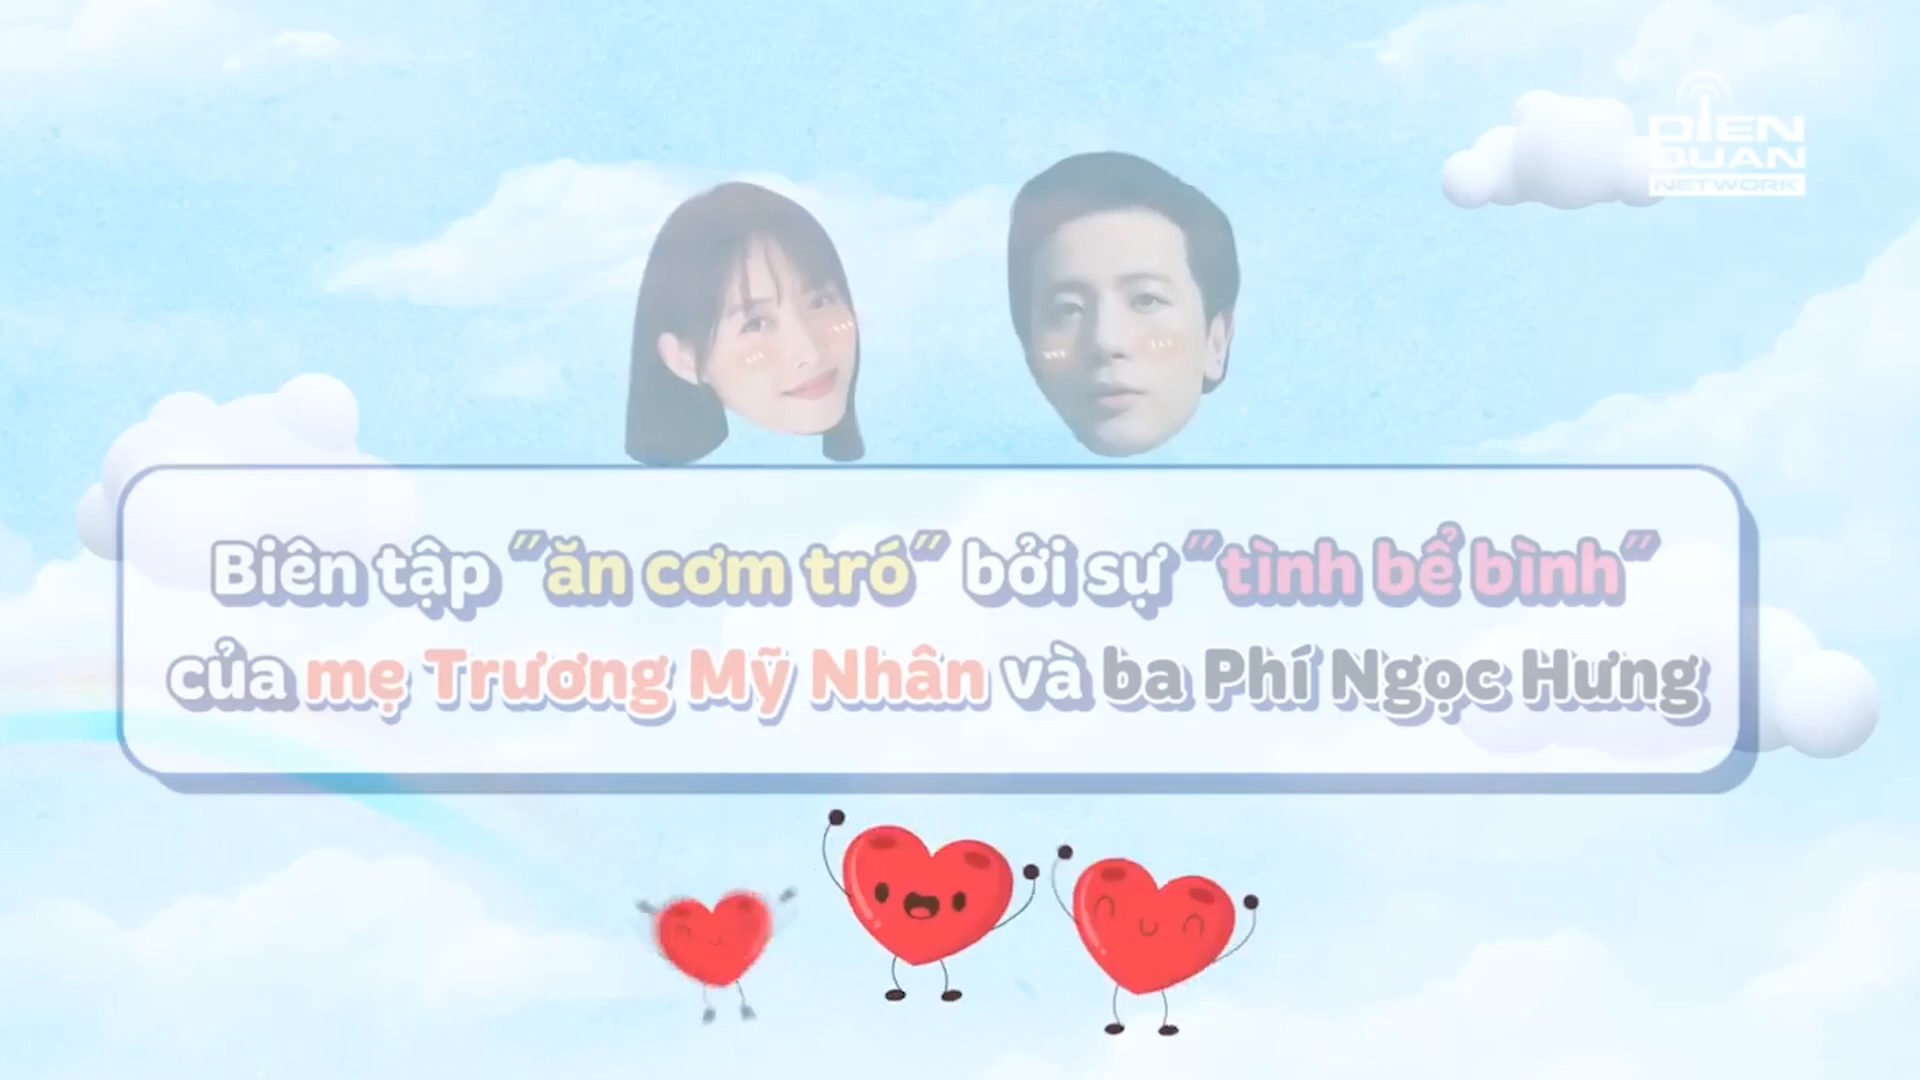 ĐIEN
QUAN
NETWORK
Biên tập "ăn cơm tró" bởi sự "tình bể bình"
của mẹ Trương Mỹ Nhân và ba Phí Ngọc Hưng